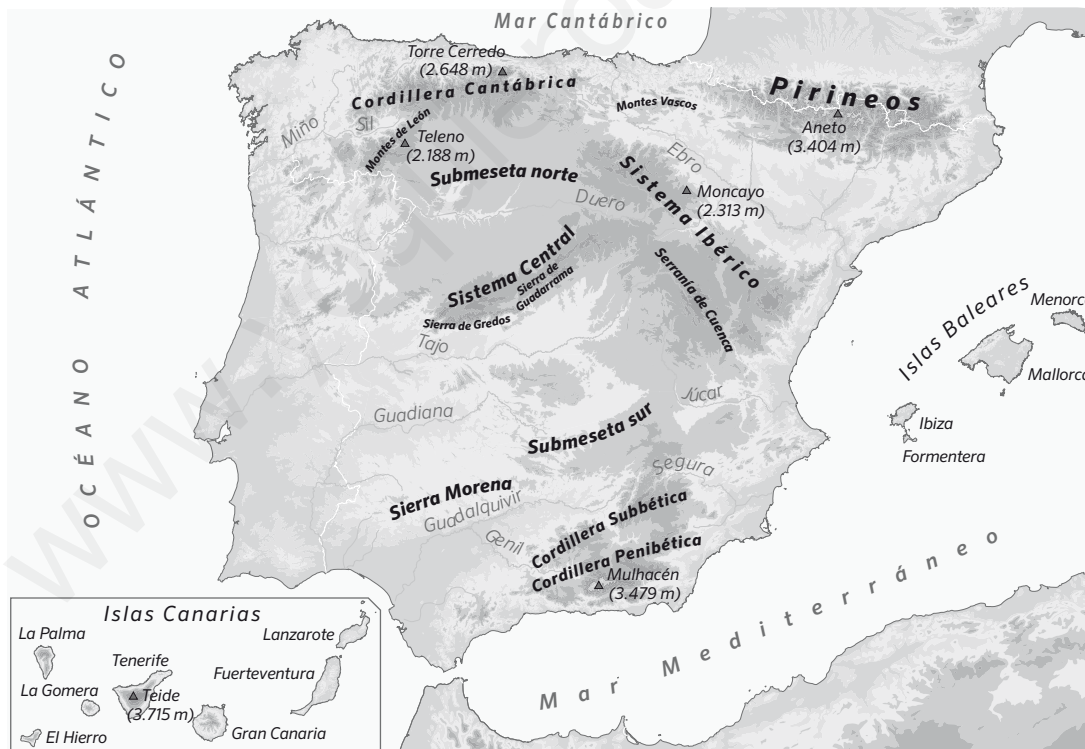 Mar Cantábrico
OCÉANO ATLÁNTICO
Torre Cerredo
(2.648 m)
Cordillera Cantábrica
Pirineos
Montes Vascos
Aneto
(3.404 m)
Miño
Sil
Montes de León
Teleno
(2.188 m)
Ebro
Submeseta norte
Sistema Ibérico
Moncayo
(2.313 m)
Duero
Sistema Central
Sierra de
Guadarrama
Serranía de Cuenca
Sierra de Gredos
Tajo
Islas Baleares
Menorca
Mallorca
Ibiza
Formentera
Júcar
Guadiana
Submeseta sur
Segura
Sierra Morena
Guadalquivir
Genil
Cordillera Subbética
Cordillera Penibética
Mulhacén
(3.479 m)
Mar Mediterráneo
Islas Canarias
La Palma
Lanzarote
Tenerife
Fuerteventura
La Gomera
Teide
(3.715 m)
El Hierro
Gran Canaria